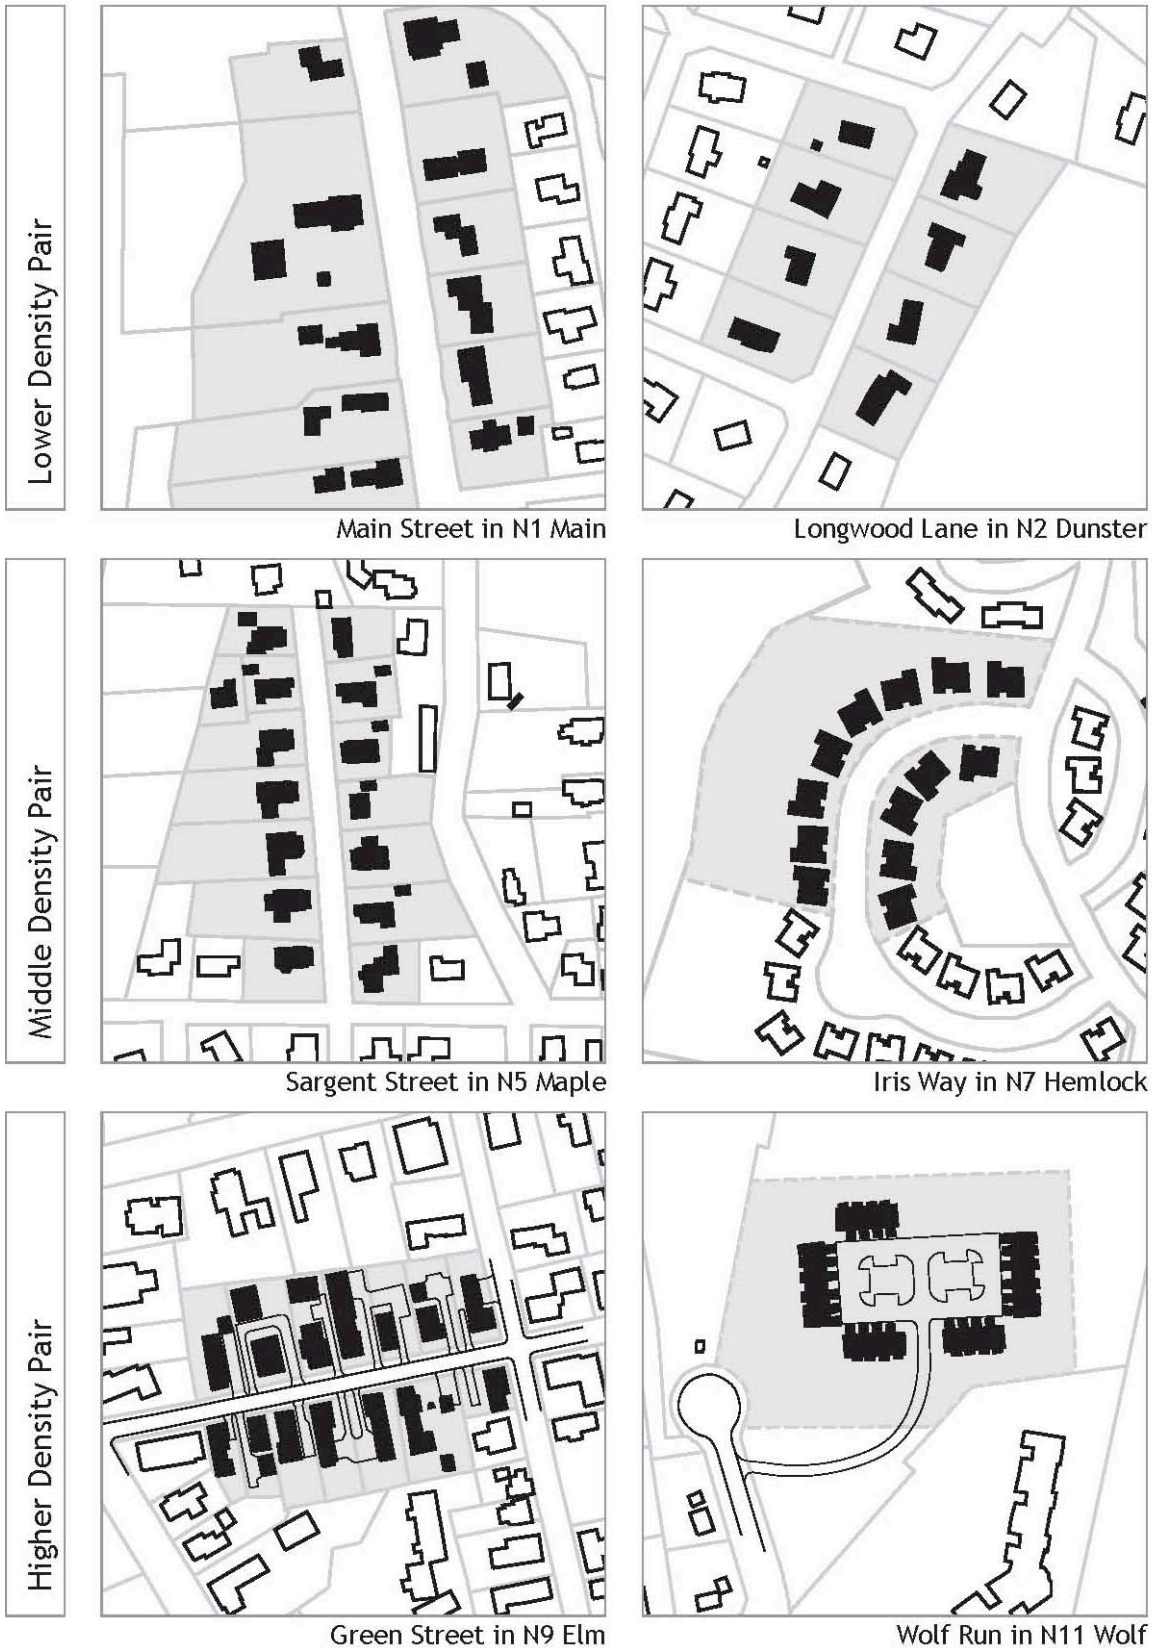 Lower Density Pair
Main Street in N1 Main
Longwood Lane in N2 Dunster
Middle Density Pair
Sargent Street in N5 Maple
Iris Way in N7 Hemlock
Higher Density Pair
Green Street in N9 Elm
Wolf Run in N11 Wolf